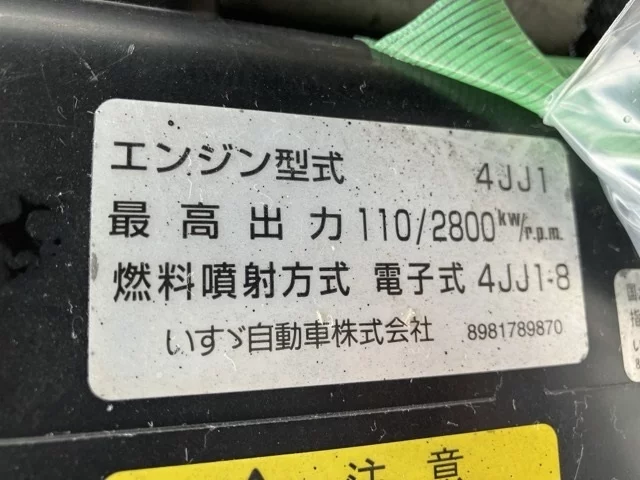 エンジン型式 4JJ1
最高出力 110/2800 kw/r.p.m.
燃料噴射方式 電子式 4JJ1-8
いすゞ自動車株式会社 8981789870
注意